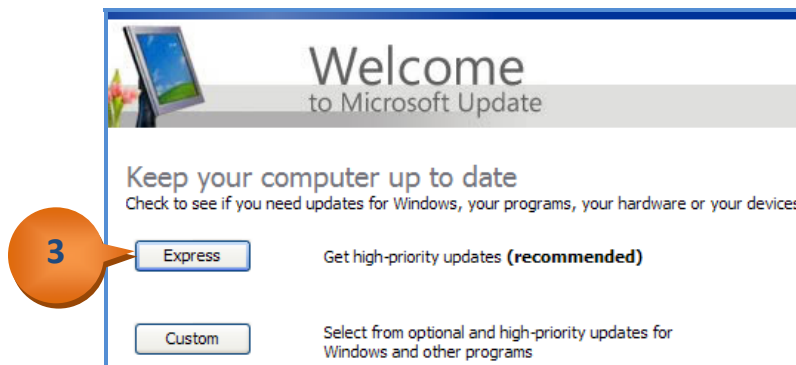 Welcome
to Microsoft Update
Keep your computer up to date
Check to see if you need updates for Windows, your programs, your hardware or your devices
3
Express
Get high-priority updates (recommended)
Custom
Select from optional and high-priority updates for
Windows and other programs